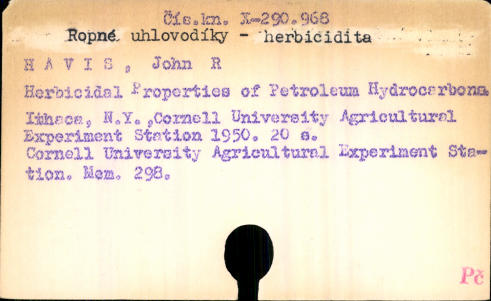 Čís.kn. X-290.968
Ropné uhlovodíky - herbicidita
H A V I S , John R
Herbicidal Properties of Petroleum Hydrocarbons.
Ithaca, N.Y.,Cornell University Agricultural
Experiment Station 1950. 20 s.
Cornell University Agricultural Experiment Sta-
tion. Mem. 298.
Pč